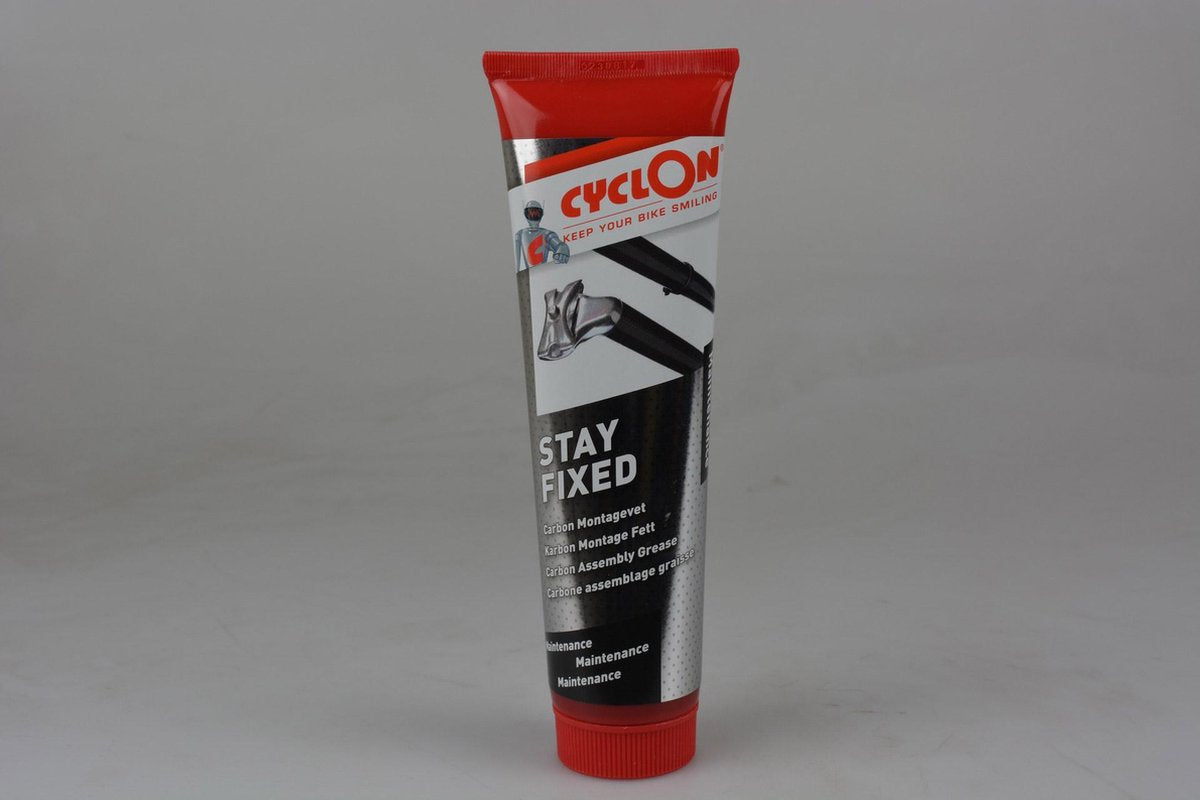 CYCLON®
KEEP YOUR BIKE SMILING
STAY
FIXED
Carbon Montagevet
Karbon Montage Fett
Carbon Assembly Grease
Carbone assemblage graisse
Maintenance
Maintenance
Maintenance